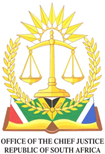 OFFICE OF THE CHIEF JUSTICE
REPUBLIC OF SOUTH AFRICA